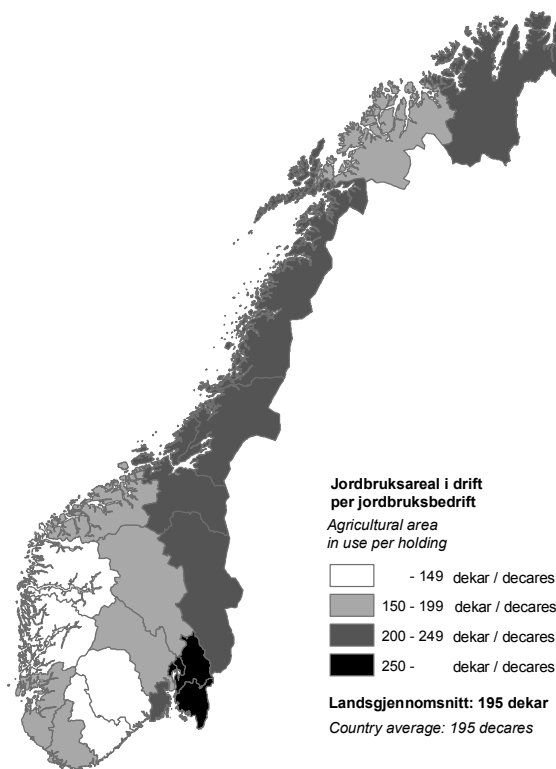 Jordbruksareal i drift
per jordbruksbedrift
Agricultural area
in use per holding
- 149 dekar / decares
150 - 199 dekar / decares
200 - 249 dekar / decares
250 - dekar / decares
Landsgjennomsnitt: 195 dekar
Country average: 195 decares